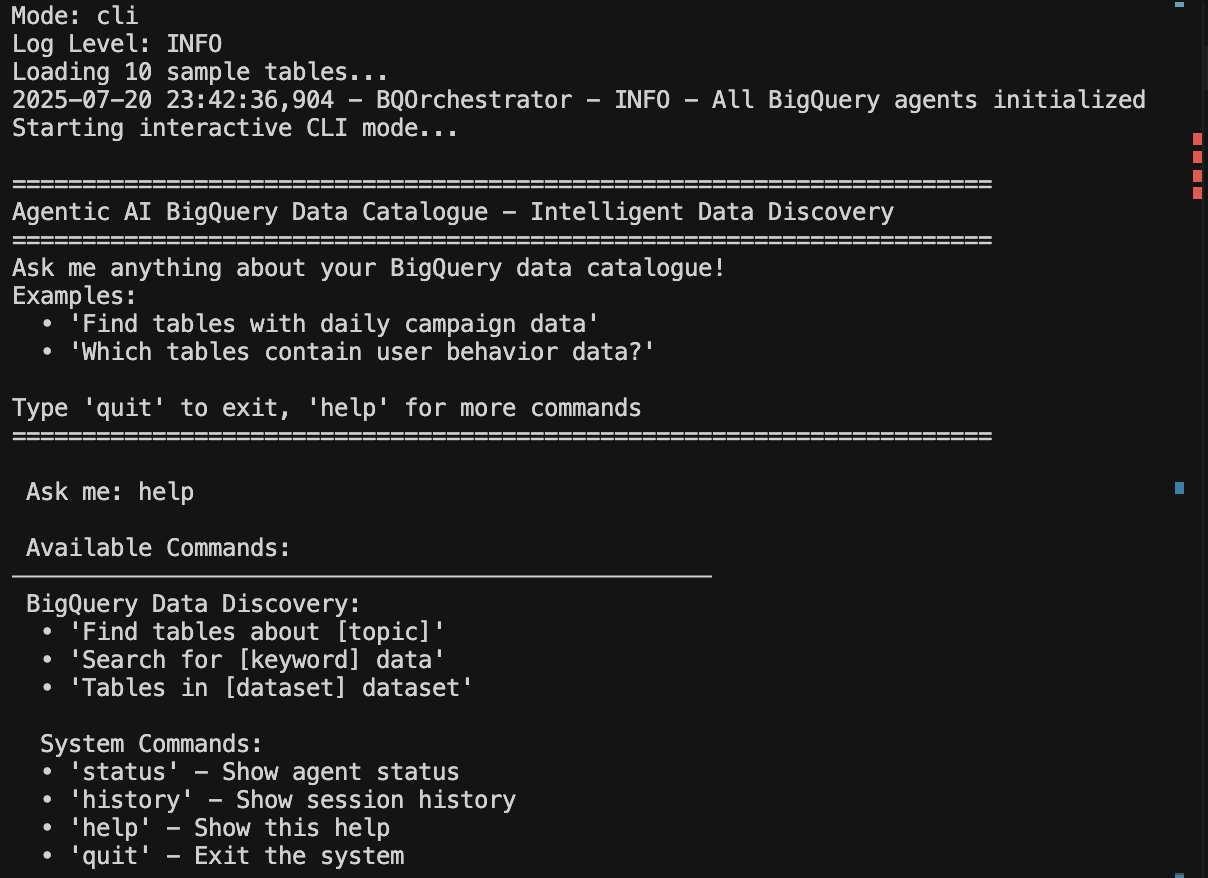 Mode: cli
Log Level: INFO
Loading 10 sample tables...
2025-07-20 23:42:36,904 - BQOrchestrator - INFO - All BigQuery agents initialized
Starting interactive CLI mode...
======================================================================
Agentic AI BigQuery Data Catalogue - Intelligent Data Discovery
======================================================================
Ask me anything about your BigQuery data catalogue!
Examples:
• 'Find tables with daily campaign data'
• 'Which tables contain user behavior data?'
Type 'quit' to exit, 'help' for more commands
======================================================================
Ask me: help
Available Commands:
──────────────────────────────────────────────────
BigQuery Data Discovery:
• 'Find tables about [topic]'
• 'Search for [keyword] data'
• 'Tables in [dataset] dataset'
System Commands:
• 'status' - Show agent status
• 'history' - Show session history
• 'help' - Show this help
• 'quit' - Exit the system